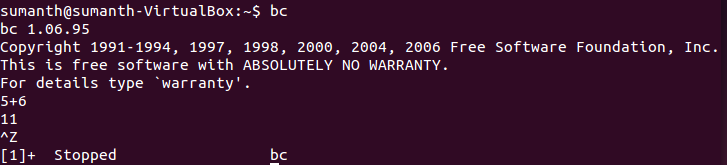 sumanth@sumanth-VirtualBox:~$ bc
bc 1.06.95
Copyright 1991-1994, 1997, 1998, 2000, 2004, 2006 Free Software Foundation, Inc.
This is free software with ABSOLUTELY NO WARRANTY.
For details type `warranty'.
5+6
11
^Z
[1]+  Stopped                 bc